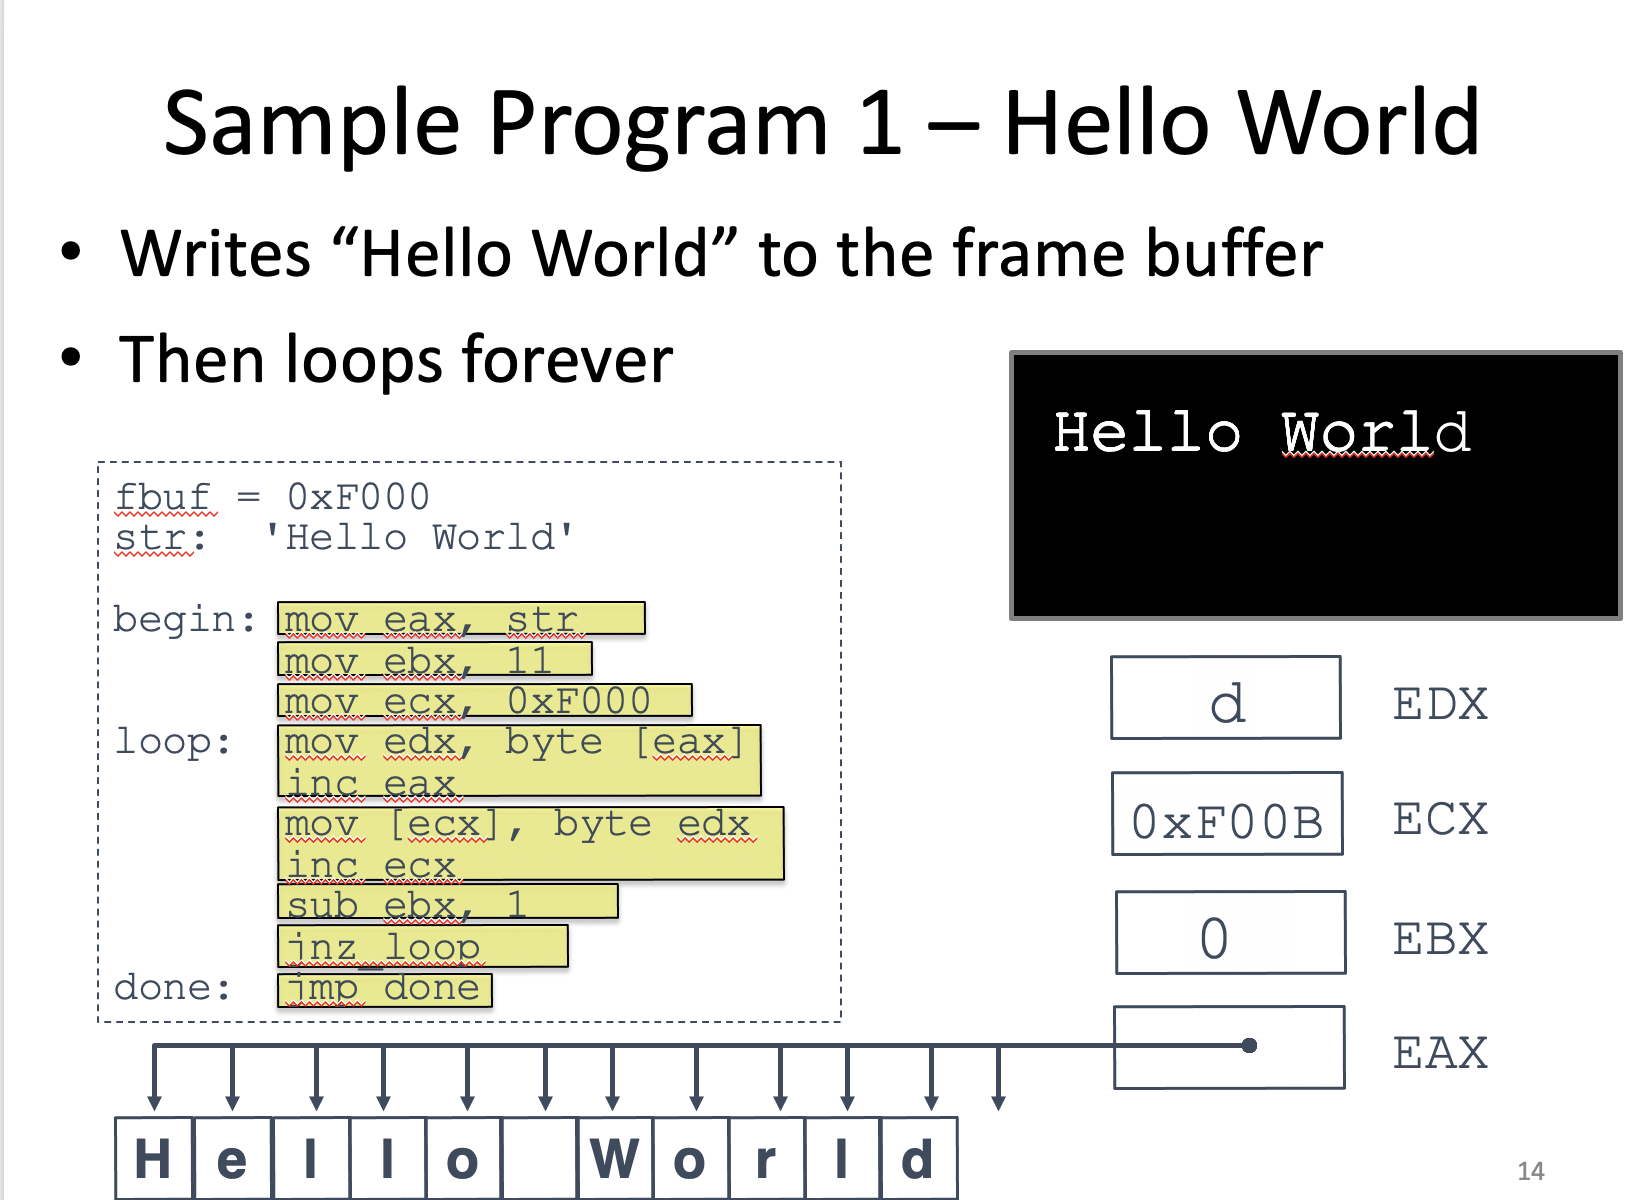 Sample Program 1 – Hello World
• Writes “Hello World” to the frame buffer
• Then loops forever
Hello World
fbuf = 0xF000
str: 'Hello World'
begin: mov eax, str
mov ebx, 11
mov ecx, 0xF000
loop: mov edx, byte [eax]
inc eax
mov [ecx], byte edx
inc ecx
sub ebx, 1
jnz loop
done: jmp done
d EDX
0xF00B ECX
0 EBX
EAX
H e l l o W o r l d
14